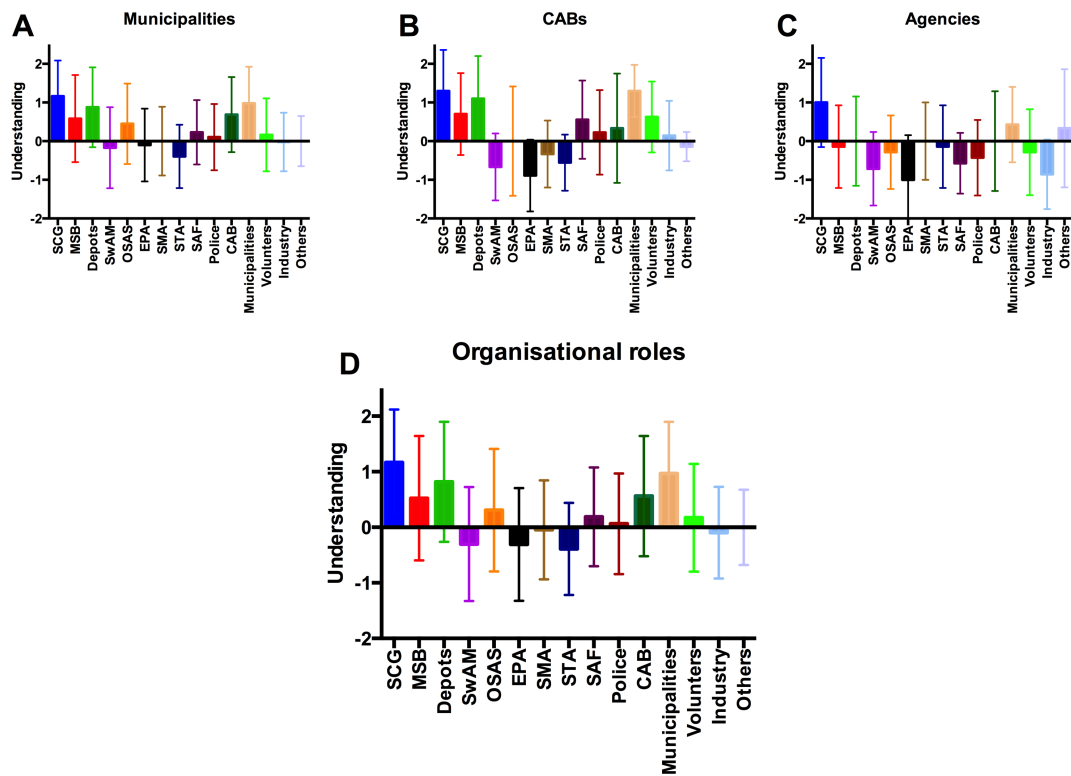 A
Municipalities
Understanding
2
1
0
-1
-2
SCG
MSB
Depots
SwAM
OSAS
EPA
SMA
STA
SAF
Police
CAB
Municipalities
Volunters
Industry
Others
B
CABs
Understanding
2
1
0
-1
-2
SCG
MSB
Depots
SwAM
OSAS
EPA
SMA
STA
SAF
Police
CAB
Municipalities
Volunters
Industry
Others
C
Agencies
Understanding
2
1
0
-1
-2
SCG
MSB
Depots
SwAM
OSAS
EPA
SMA
STA
SAF
Police
CAB
Municipalities
Volunters
Industry
Others
D
Organisational roles
Understanding
2
1
0
-1
-2
SCG
MSB
Depots
SwAM
OSAS
EPA
SMA
STA
SAF
Police
CAB
Municipalities
Volunters
Industry
Others